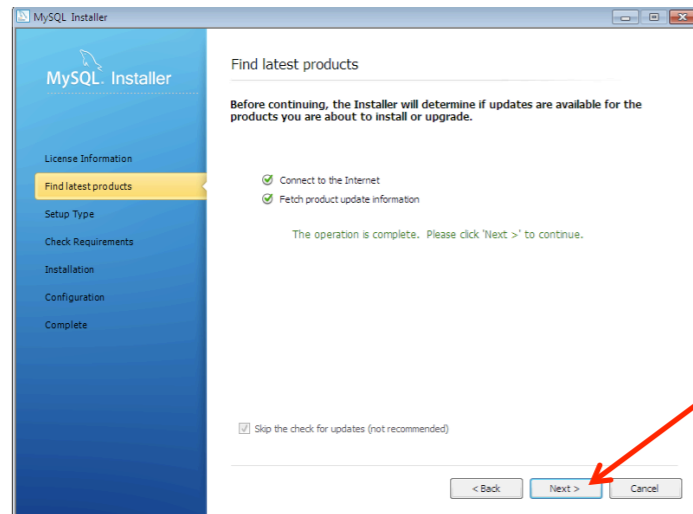 MySQL Installer
MySQL. Installer
License Information
Find latest products
Setup Type
Check Requirements
Installation
Configuration
Complete
Find latest products
Before continuing, the Installer will determine if updates are available for the
products you are about to install or upgrade.
Connect to the Internet
Fetch product update information
The operation is complete. Please click 'Next >' to continue.
Skip the check for updates (not recommended)
< Back
Next >
Cancel